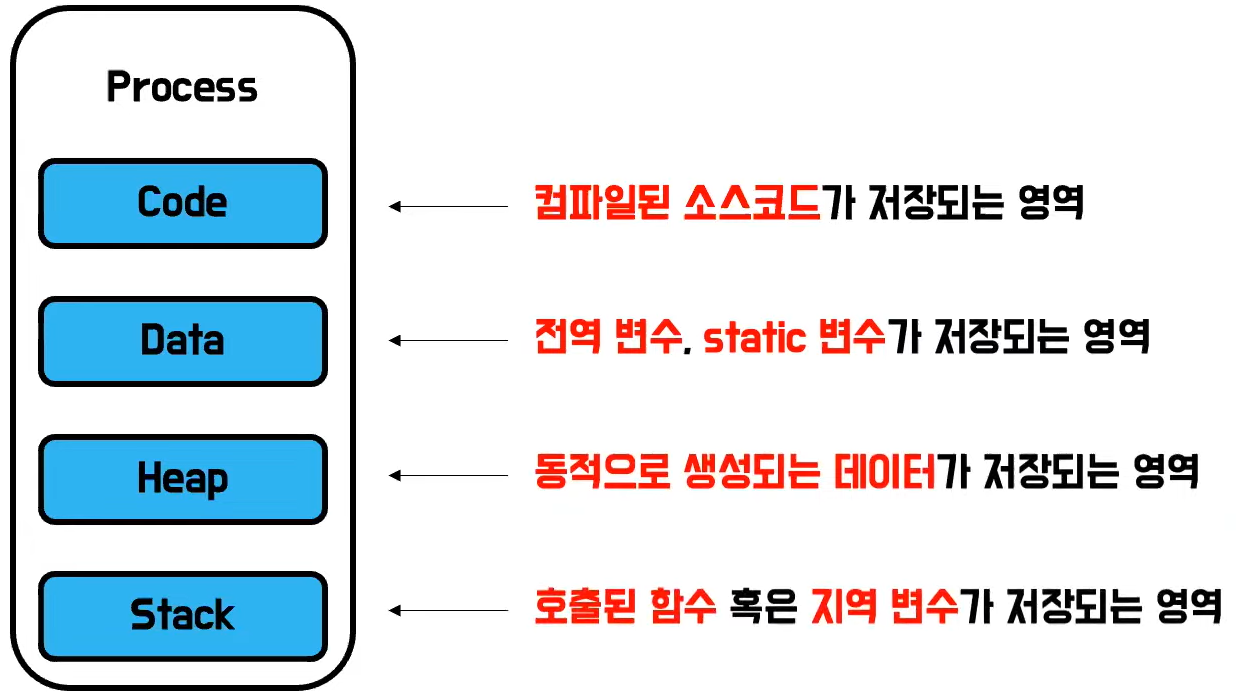 Process
Code
컴파일된 소스코드가 저장되는 영역
Data
전역 변수, static 변수가 저장되는 영역
Heap
동적으로 생성되는 데이터가 저장되는 영역
Stack
호출된 함수 혹은 지역 변수가 저장되는 영역